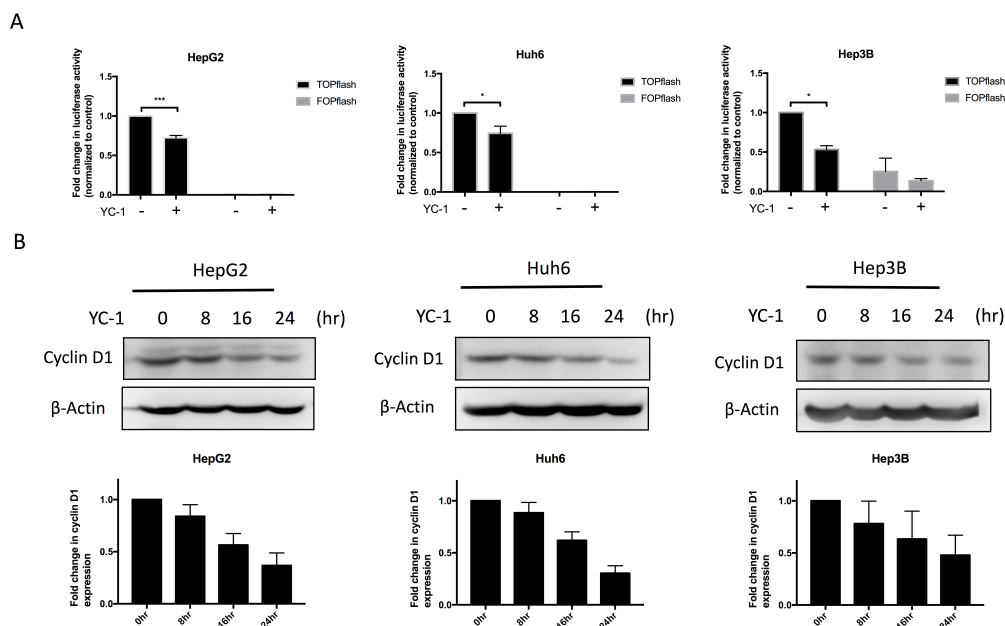 A
HepG2
Fold change in luciferase activity
(normalized to control)
1.5
1.0
0.5
0.0
TOPflash
FOPflash
***
YC-1 - + - +
Huh6
Fold change in luciferase activity
(normalized to control)
1.5
1.0
0.5
0.0
TOPflash
FOPflash
*
YC-1 - + - +
Hep3B
Fold change in luciferase activity
(normalized to control)
1.5
1.0
0.5
0.0
TOPflash
FOPflash
*
YC-1 - + - +
B
HepG2
YC-1 0 8 16 24 (hr)
Cyclin D1
β-Actin
Huh6
YC-1 0 8 16 24 (hr)
Cyclin D1
β-Actin
Hep3B
YC-1 0 8 16 24 (hr)
Cyclin D1
β-Actin
HepG2
Fold change in cyclin D1
expression
1.0
0.5
0.0
0hr 8hr 16hr 24hr
Huh6
Fold change in cyclin D1
expression
1.0
0.5
0.0
0hr 8hr 16hr 24hr
Hep3B
Fold change in cyclin D1
expression
1.0
0.5
0.0
0hr 8hr 16hr 24hr